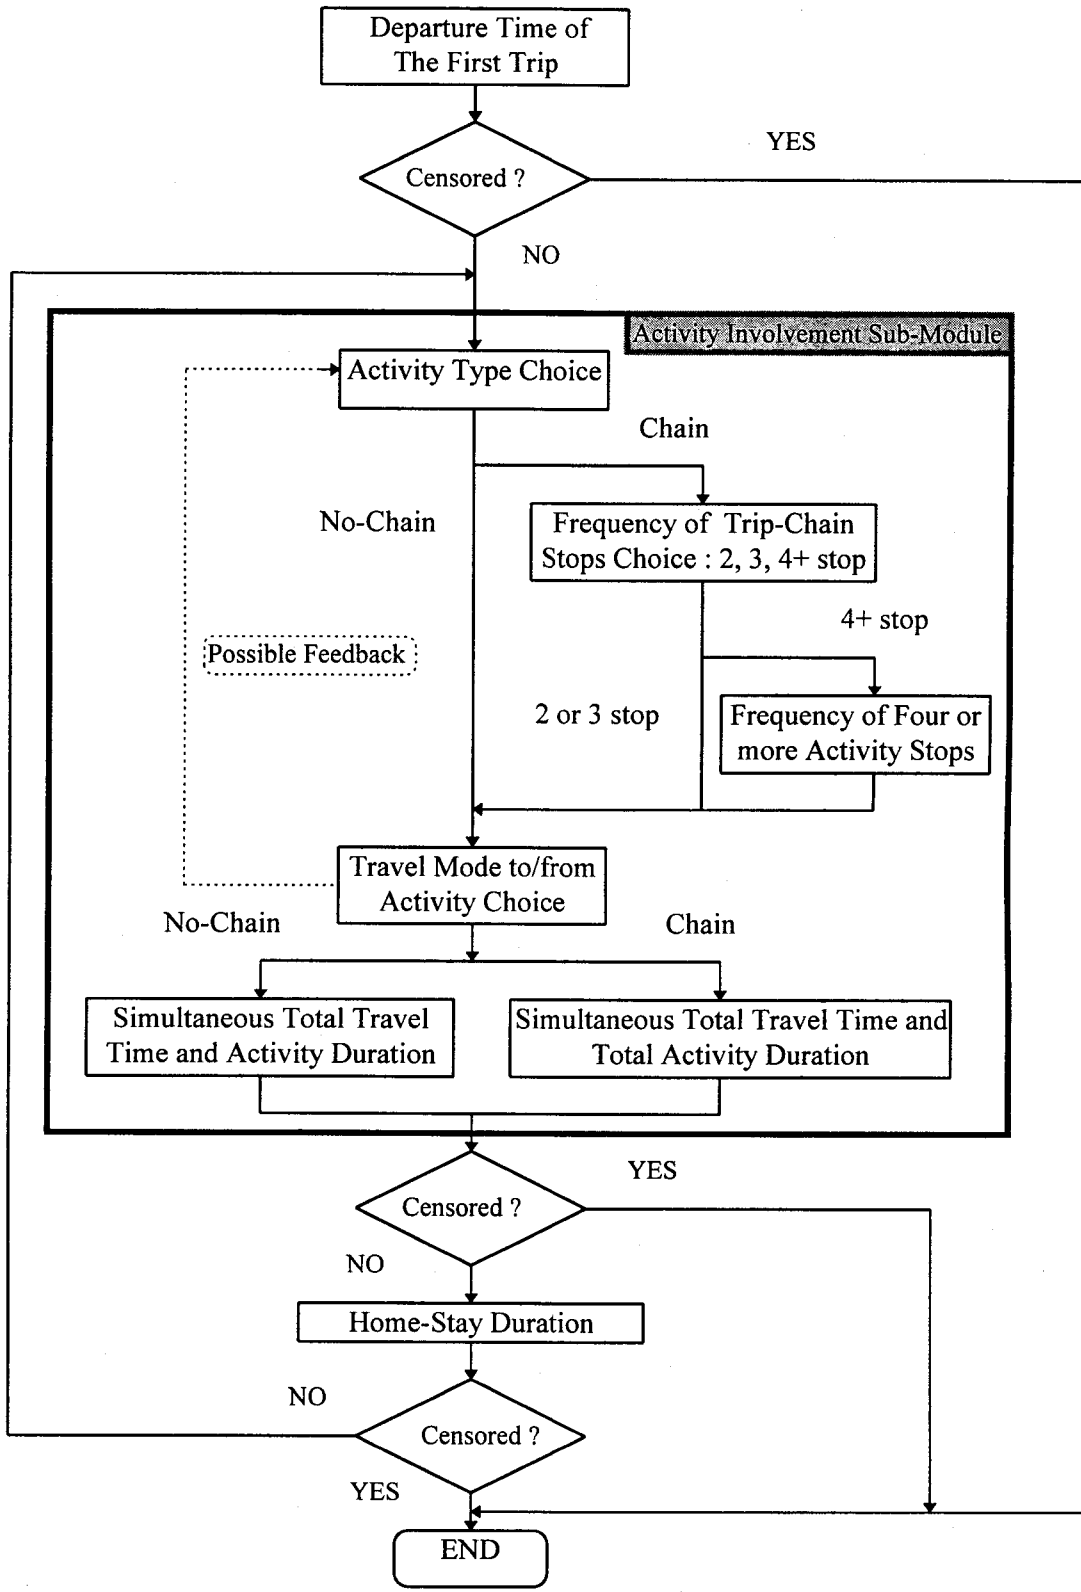 Departure Time of
The First Trip
YES
Censored ?
NO
Activity Involvement Sub-Module
Activity Type Choice
Chain
No-Chain
Frequency of Trip-Chain
Stops Choice : 2, 3, 4+ stop
4+ stop
Possible Feedback
2 or 3 stop
Frequency of Four or
more Activity Stops
Travel Mode to/from
Activity Choice
No-Chain
Chain
Simultaneous Total Travel
Time and Activity Duration
Simultaneous Total Travel Time and
Total Activity Duration
YES
Censored ?
NO
Home-Stay Duration
NO
Censored ?
YES
END